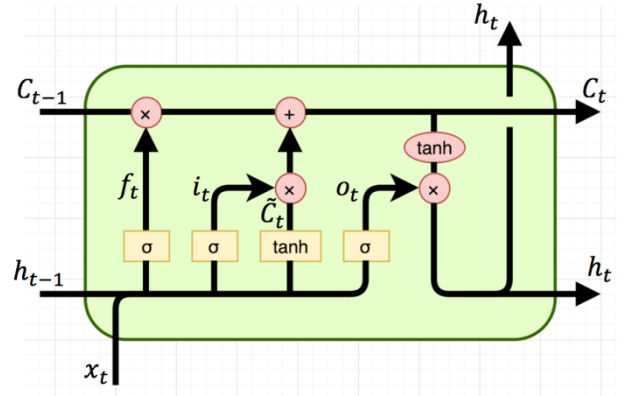 h_t
C_{t-1}
×
+
C_t
tanh
f_t
i_t
×
o_t
×
C̃_t
σ
σ
tanh
σ
h_{t-1}
h_t
x_t